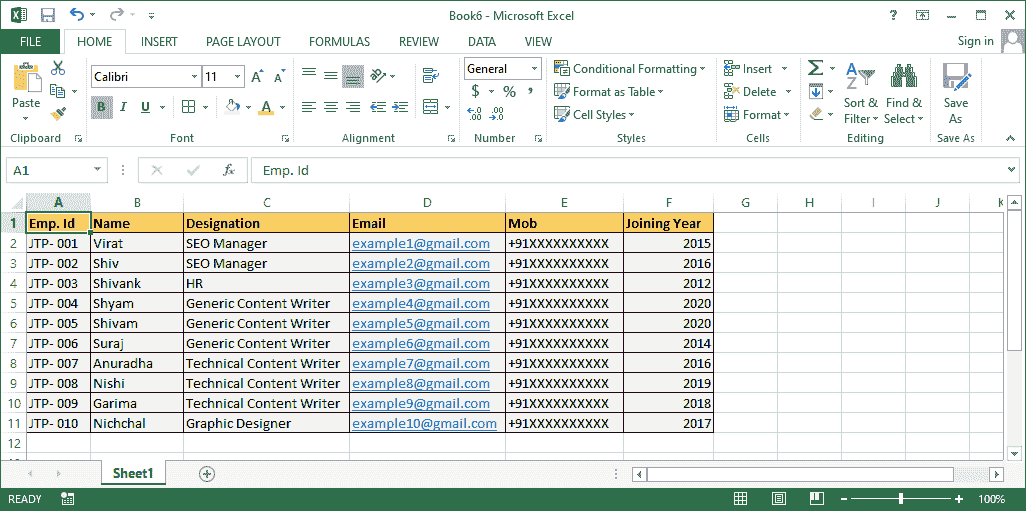 Book6 - Microsoft Excel
?
FILE HOME INSERT PAGE LAYOUT FORMULAS REVIEW DATA VIEW Sign in
Paste
Calibri 11
B I U A
General
$ % ,
Conditional Formatting
Format as Table
Cell Styles
Insert
Delete
Format
Sort & Filter
Find & Select
Save As
Clipboard Font Alignment Number Styles Cells Editing Save As
A1 fx Emp. Id
A B C D E F G H I J K
1 Emp. Id Name Designation Email Mob Joining Year
2 JTP- 001 Virat SEO Manager example1@gmail.com +91XXXXXXXXXX 2015
3 JTP- 002 Shiv SEO Manager example2@gmail.com +91XXXXXXXXXX 2016
4 JTP- 003 Shivank HR example3@gmail.com +91XXXXXXXXXX 2012
5 JTP- 004 Shyam Generic Content Writer example4@gmail.com +91XXXXXXXXXX 2020
6 JTP- 005 Shivam Generic Content Writer example5@gmail.com +91XXXXXXXXXX 2020
7 JTP- 006 Suraj Generic Content Writer example6@gmail.com +91XXXXXXXXXX 2014
8 JTP- 007 Anuradha Technical Content Writer example7@gmail.com +91XXXXXXXXXX 2016
9 JTP- 008 Nishi Technical Content Writer example8@gmail.com +91XXXXXXXXXX 2019
10 JTP- 009 Garima Technical Content Writer example9@gmail.com +91XXXXXXXXXX 2018
11 JTP- 010 Nichchal Graphic Designer example10@gmail.com +91XXXXXXXXXX 2017
12
Sheet1
READY 100%